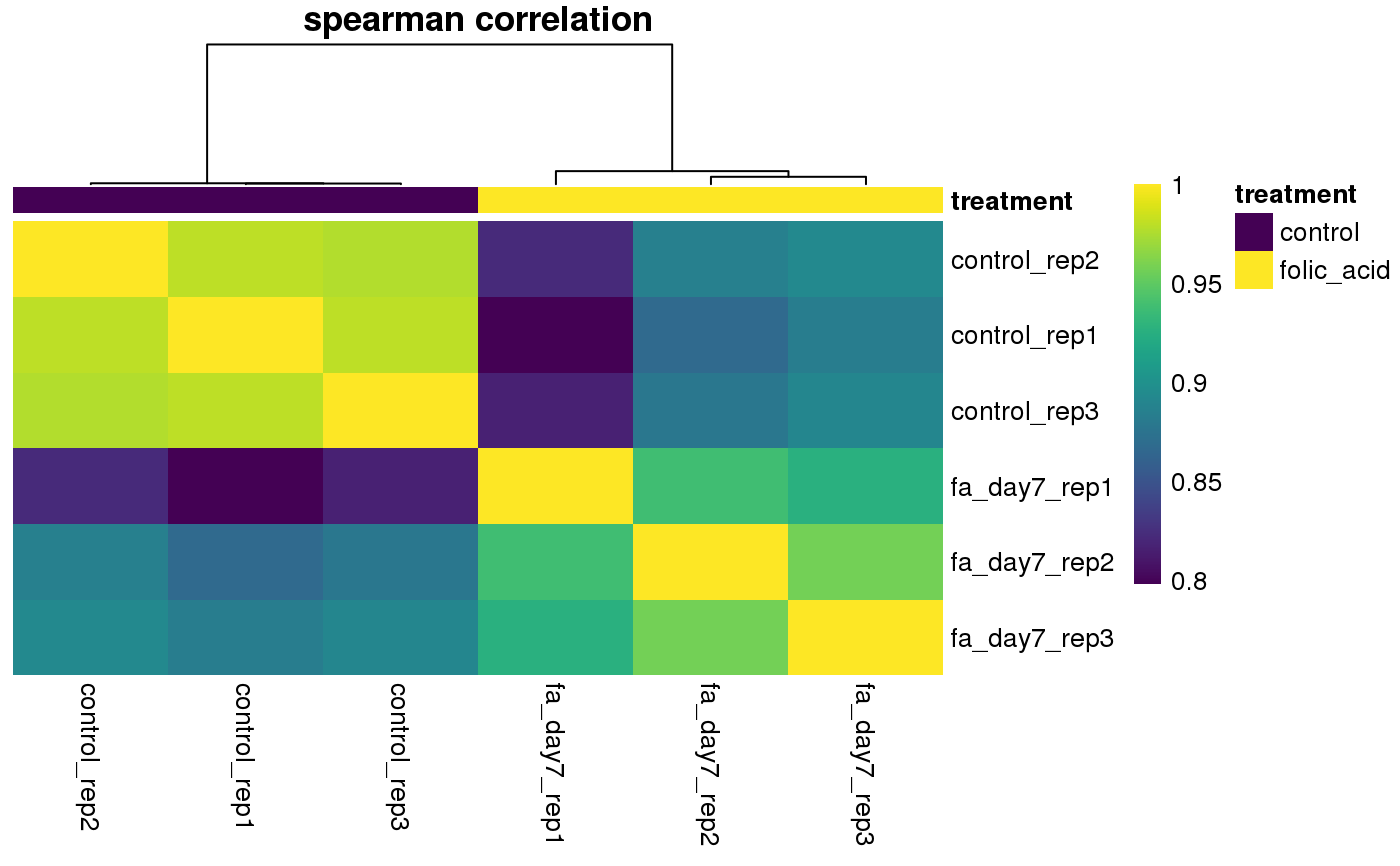 spearman correlation
treatment
control_rep2
control_rep1
control_rep3
fa_day7_rep1
fa_day7_rep2
fa_day7_rep3
1
0.95
0.9
0.85
0.8
treatment
control
folic_acid
control_rep2
control_rep1
control_rep3
fa_day7_rep1
fa_day7_rep2
fa_day7_rep3